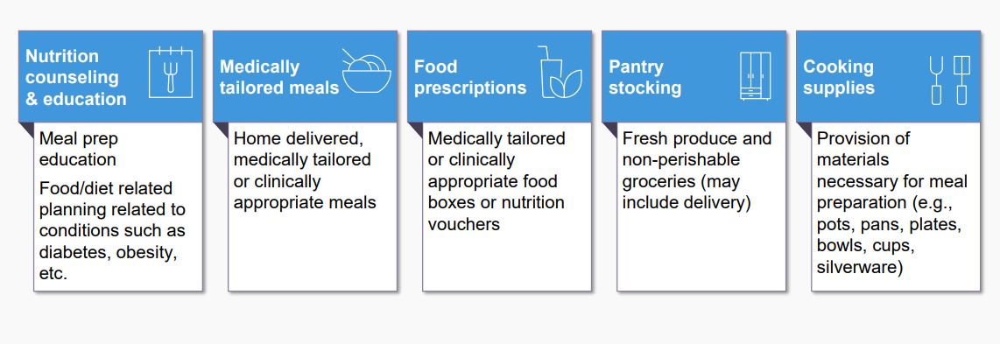 Nutrition
counseling
& education
Meal prep
education
Food/diet related
planning related to
conditions such as
diabetes, obesity,
etc.
Medically
tailored meals
Home delivered,
medically tailored
or clinically
appropriate meals
Food
prescriptions
Medically tailored
or clinically
appropriate food
boxes or nutrition
vouchers
Pantry
stocking
Fresh produce and
non-perishable
groceries (may
include delivery)
Cooking
supplies
Provision of
materials
necessary for meal
preparation (e.g.,
pots, pans, plates,
bowls, cups,
silverware)